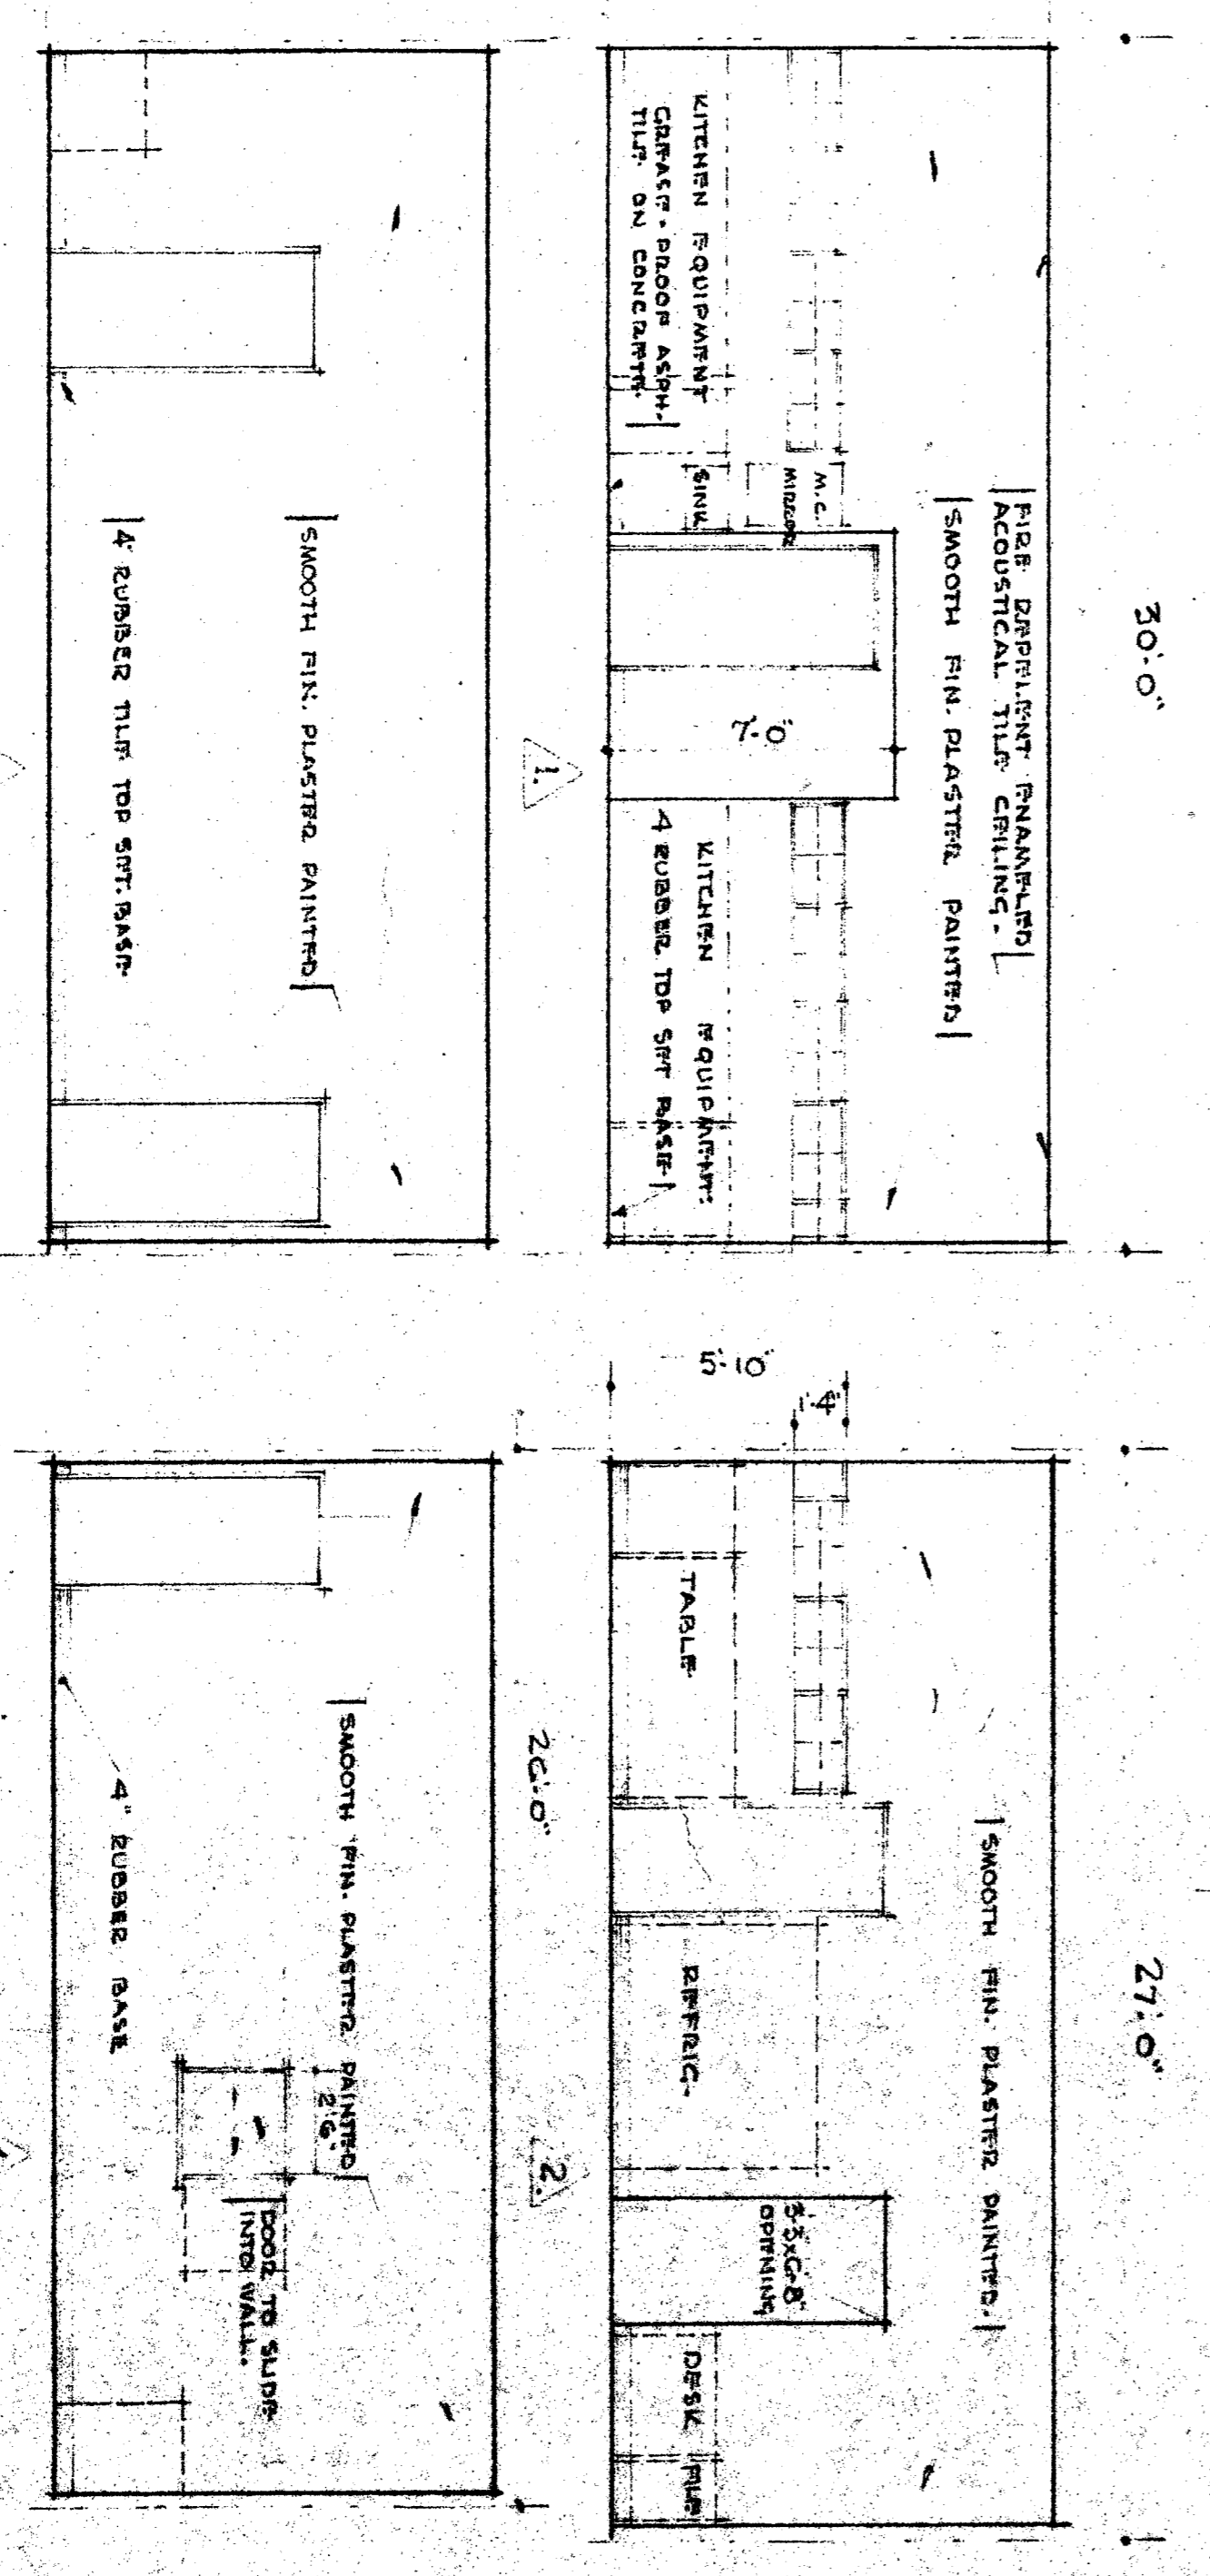 30'-0"
FIRE REPELENT ENAMELED
ACOUSTICAL TILE CEILING.
SMOOTH FIN. PLASTER PAINTED
M.C.
MIRROR
SINK
KITCHEN EQUIPMENT
GREASE-PROOF ASPH.
TILE ON CONCRETE
7'-0"
KITCHEN EQUIPMENT:
4 RUBBER TOP SET BASE
1.
27'-0"
5'-10"
SMOOTH FIN. PLASTER PAINTED.
TABLE
REFRIG.
3'-3"x6'-8"
OPENING
DESK
FILE
2.
SMOOTH FIN. PLASTER PAINTED
4" RUBBER TILE TOP SET. BASE
26'-0"
SMOOTH FIN. PLASTER PAINTED
2'6"
4" RUBBER BASE
DOOR TO SLIDE
INTO WALL.